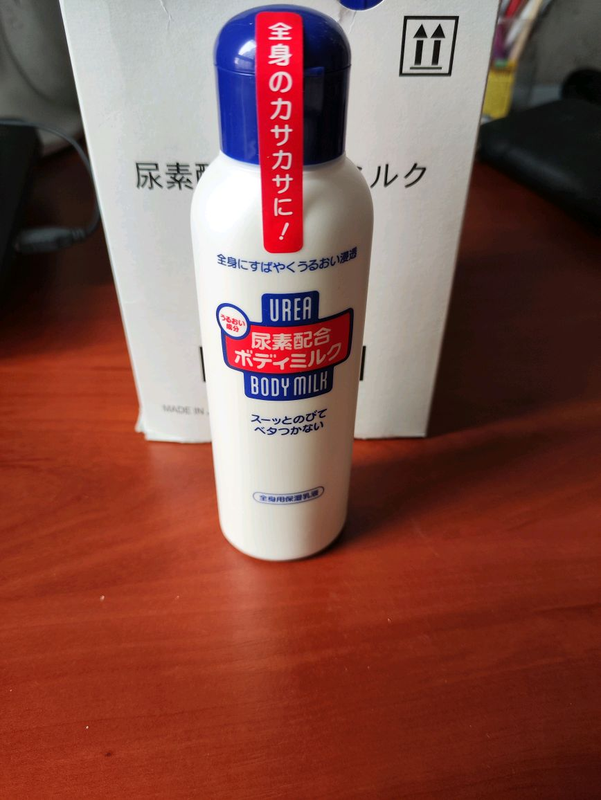 全身のカサカサに!
全身にすばやくうるおい浸透
UREA
うるおい
成分
尿素配合
ボディミルク
BODY MILK
スーッとのびて
ベタつかない
全身用保湿乳液
尿素
ミルク
MADE IN